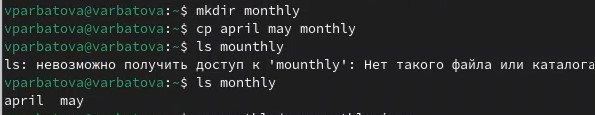 vparbatova@varbatova:~$ mkdir monthly
vparbatova@varbatova:~$ cp april may monthly
vparbatova@varbatova:~$ ls mounthly
ls: невозможно получить доступ к 'mounthly': Нет такого файла или каталога
vparbatova@varbatova:~$ ls monthly
april  may